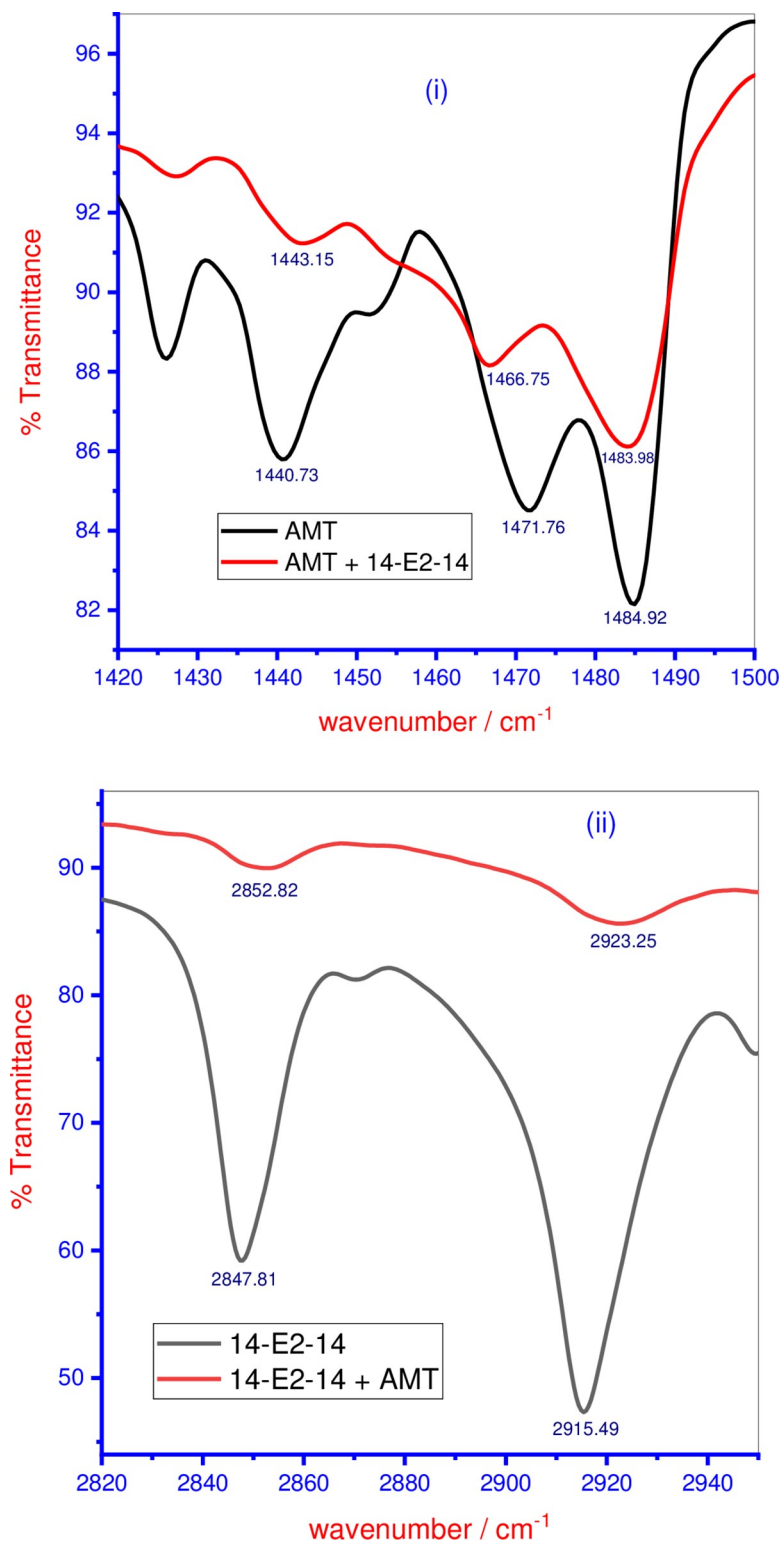 (i)
96
94
92
90
88
86
84
82
% Transmittance
1443.15
1466.75
1483.98
1440.73
1471.76
1484.92
AMT
AMT + 14-E2-14
1420 1430 1440 1450 1460 1470 1480 1490 1500
wavenumber / cm⁻¹
(ii)
90
80
70
60
50
% Transmittance
2852.82
2923.25
2847.81
2915.49
14-E2-14
14-E2-14 + AMT
2820 2840 2860 2880 2900 2920 2940
wavenumber / cm⁻¹